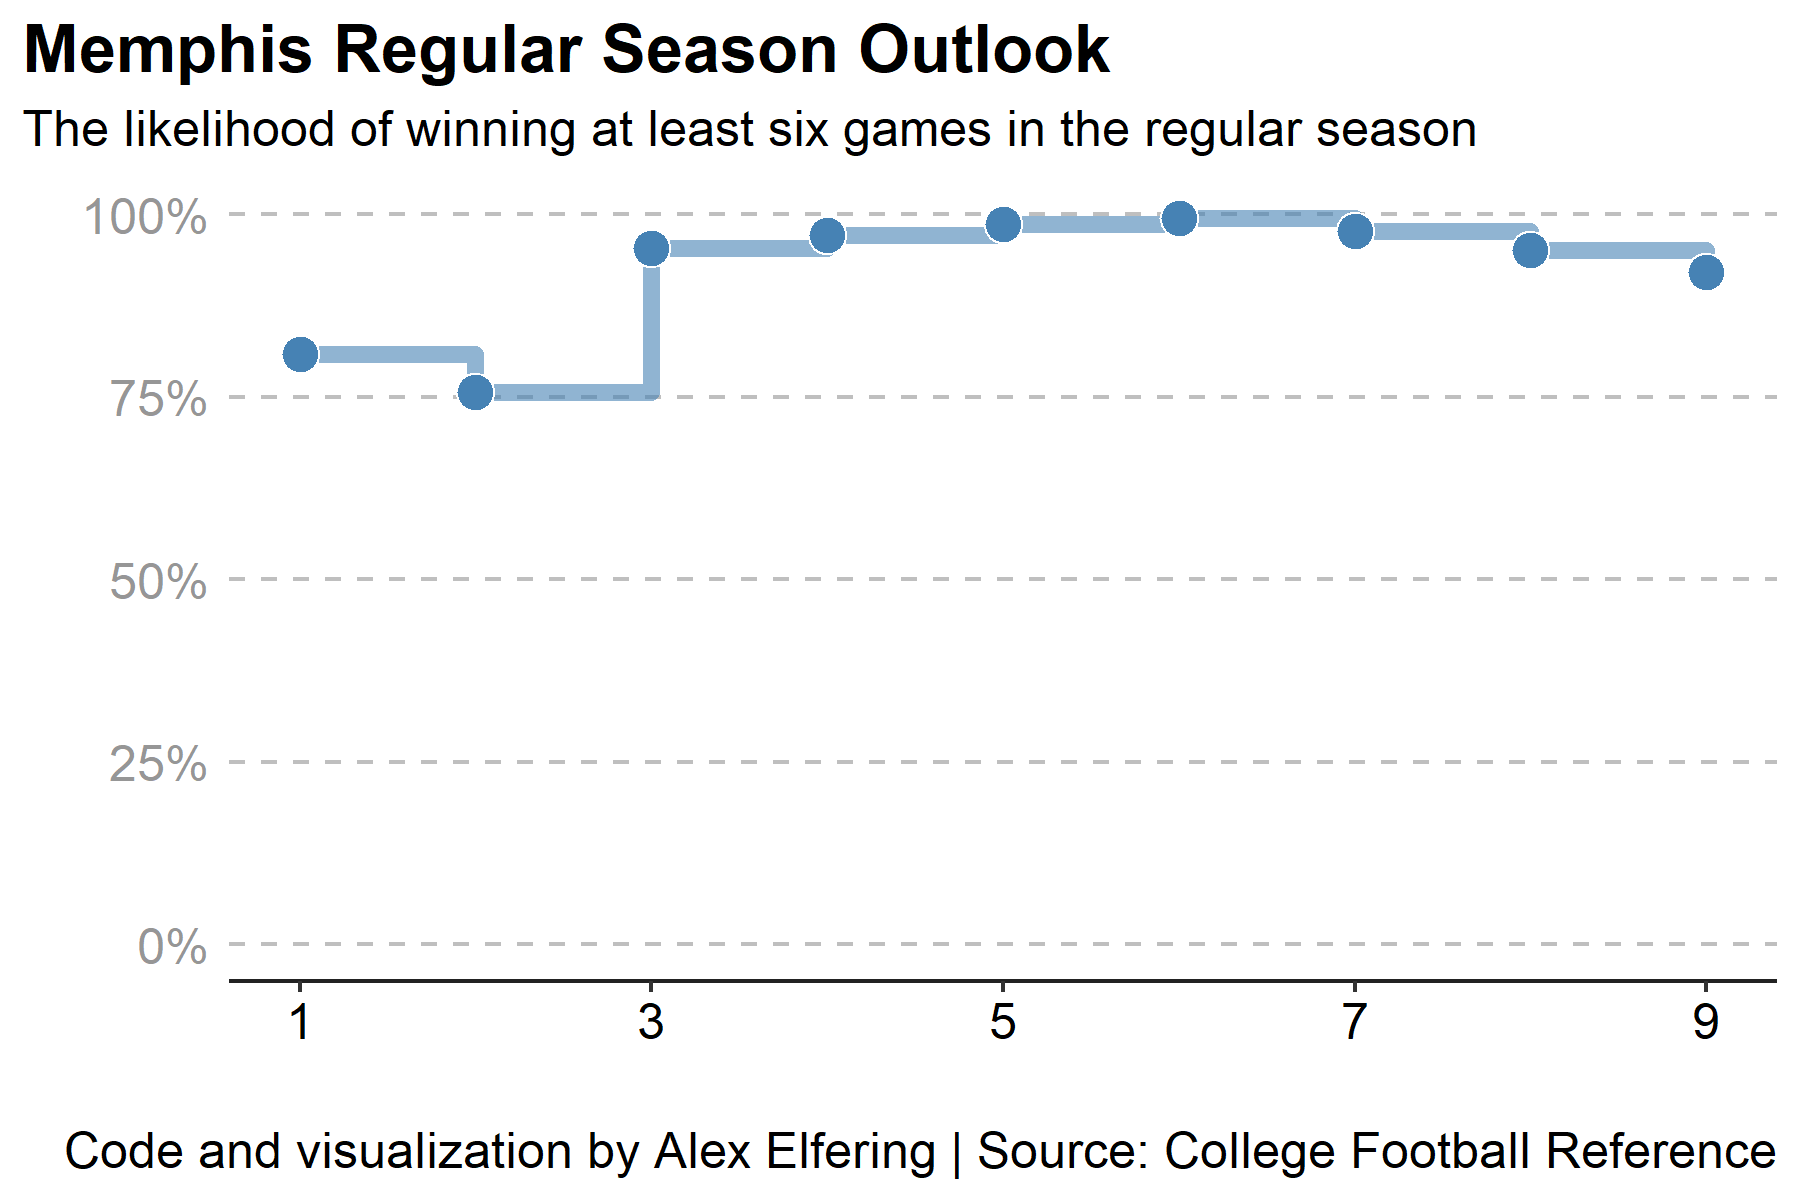 Memphis Regular Season Outlook
The likelihood of winning at least six games in the regular season
100%
75%
50%
25%
0%
1 3 5 7 9
Code and visualization by Alex Elfering | Source: College Football Reference